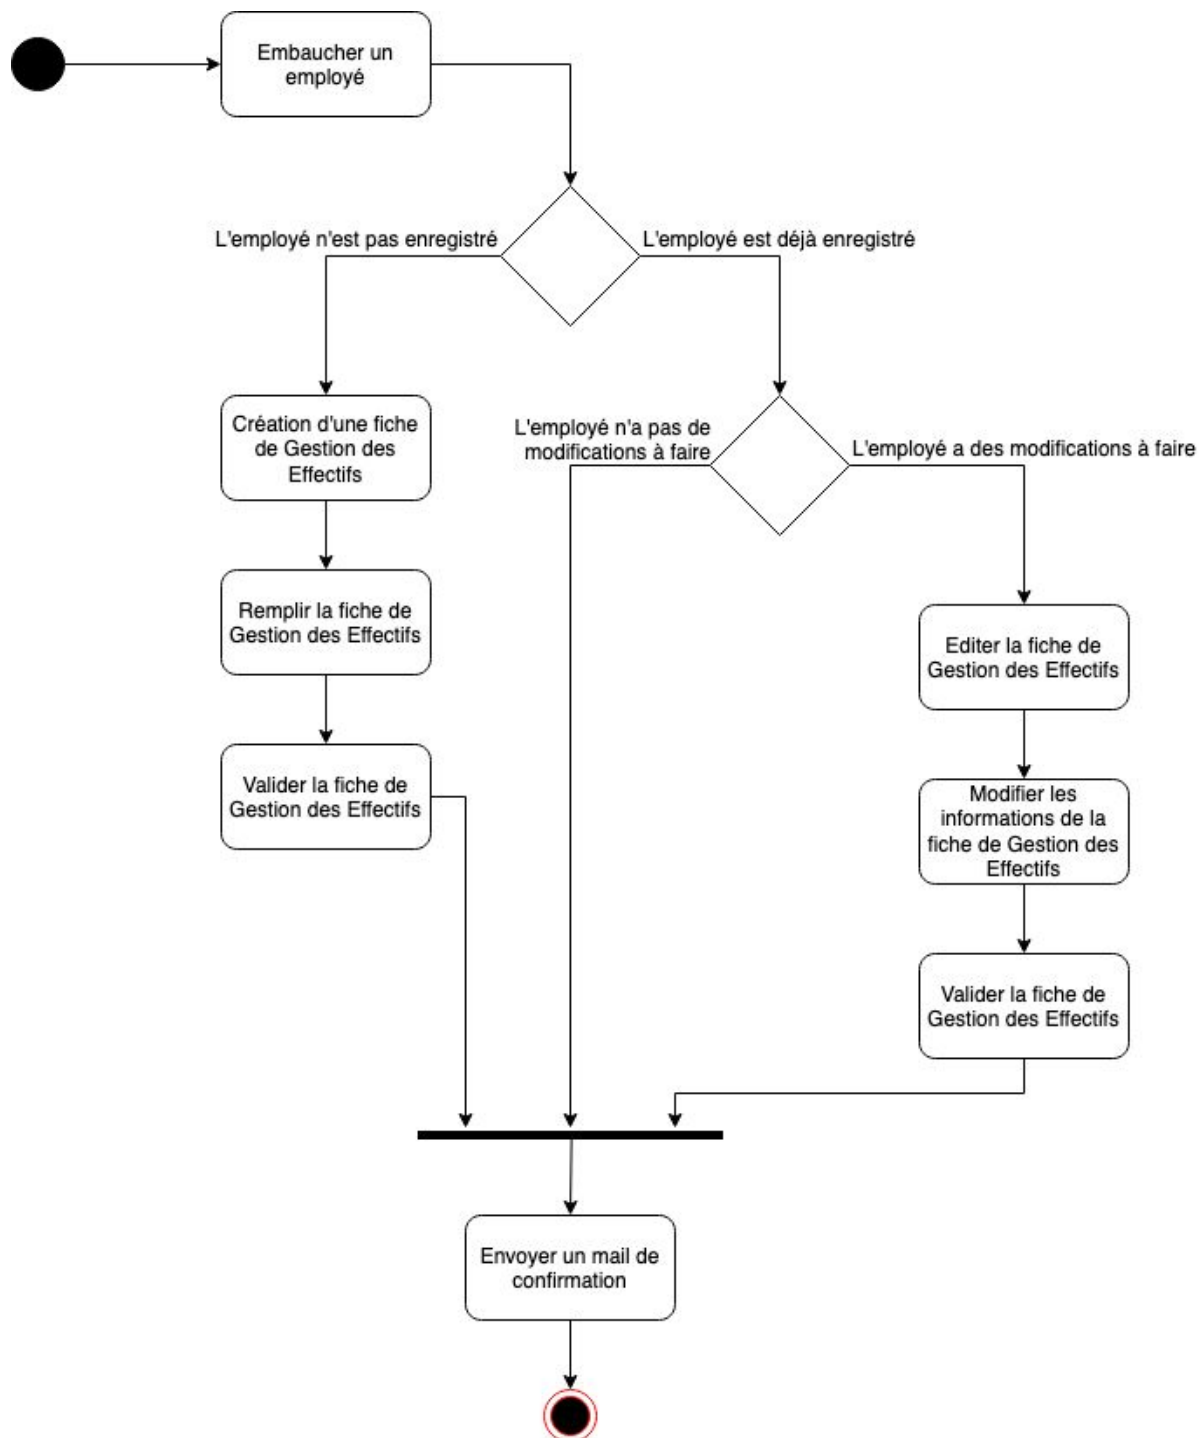 Embaucher un
employé
L'employé n'est pas enregistré
L'employé est déjà enregistré
Création d'une fiche
de Gestion des
Effectifs
L'employé n'a pas de
modifications à faire
L'employé a des modifications à faire
Remplir la fiche de
Gestion des Effectifs
Editer la fiche de
Gestion des Effectifs
Valider la fiche de
Gestion des Effectifs
Modifier les
informations de la
fiche de Gestion des
Effectifs
Valider la fiche de
Gestion des Effectifs
Envoyer un mail de
confirmation